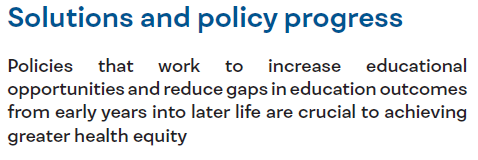 Solutions and policy progress
Policies that work to increase educational
opportunities and reduce gaps in education outcomes
from early years into later life are crucial to achieving
greater health equity